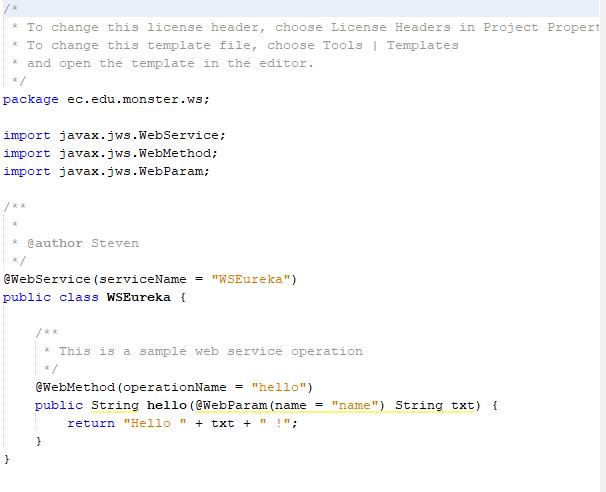 /*
 * To change this license header, choose License Headers in Project Propert
 * To change this template file, choose Tools | Templates
 * and open the template in the editor.
 */
package ec.edu.monster.ws;

import javax.jws.WebService;
import javax.jws.WebMethod;
import javax.jws.WebParam;

/**
 *
 * @author Steven
 */
@WebService(serviceName = "WSEureka")
public class WSEureka {

    /**
     * This is a sample web service operation
     */
    @WebMethod(operationName = "hello")
    public String hello(@WebParam(name = "name") String txt) {
        return "Hello " + txt + " !";
    }
}